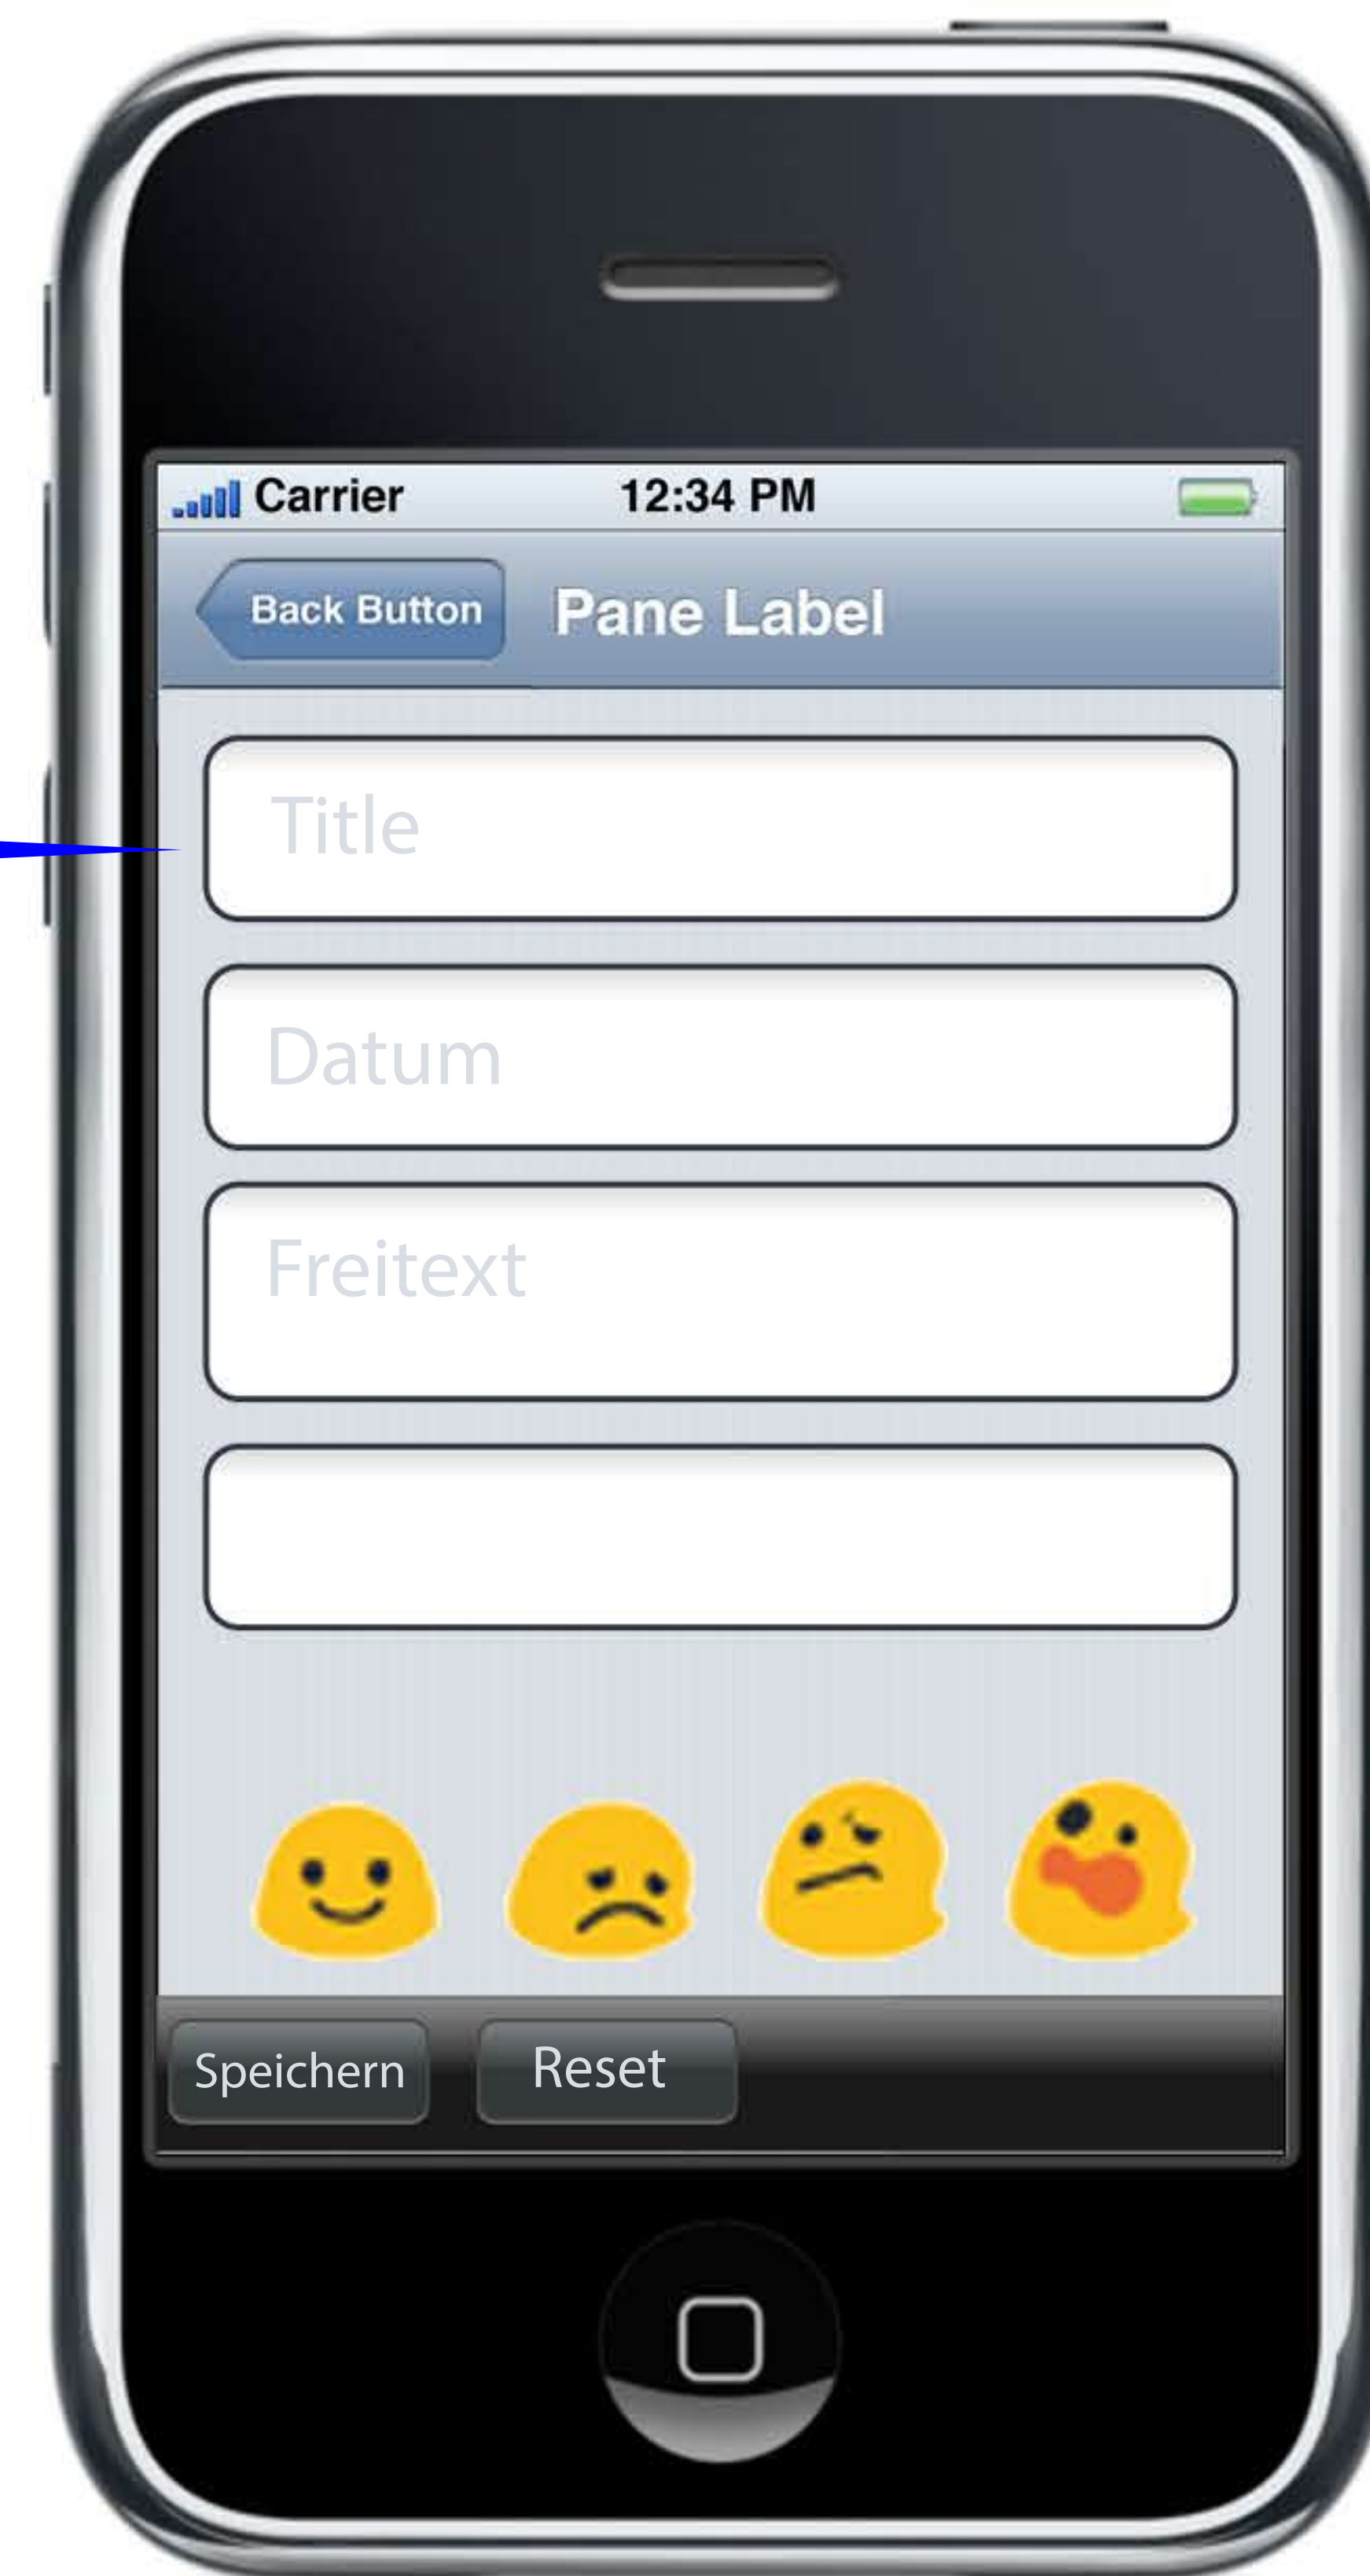 Carrier 12:34 PM
Back Button Pane Label
Title
Datum
Freitext
Speichern Reset